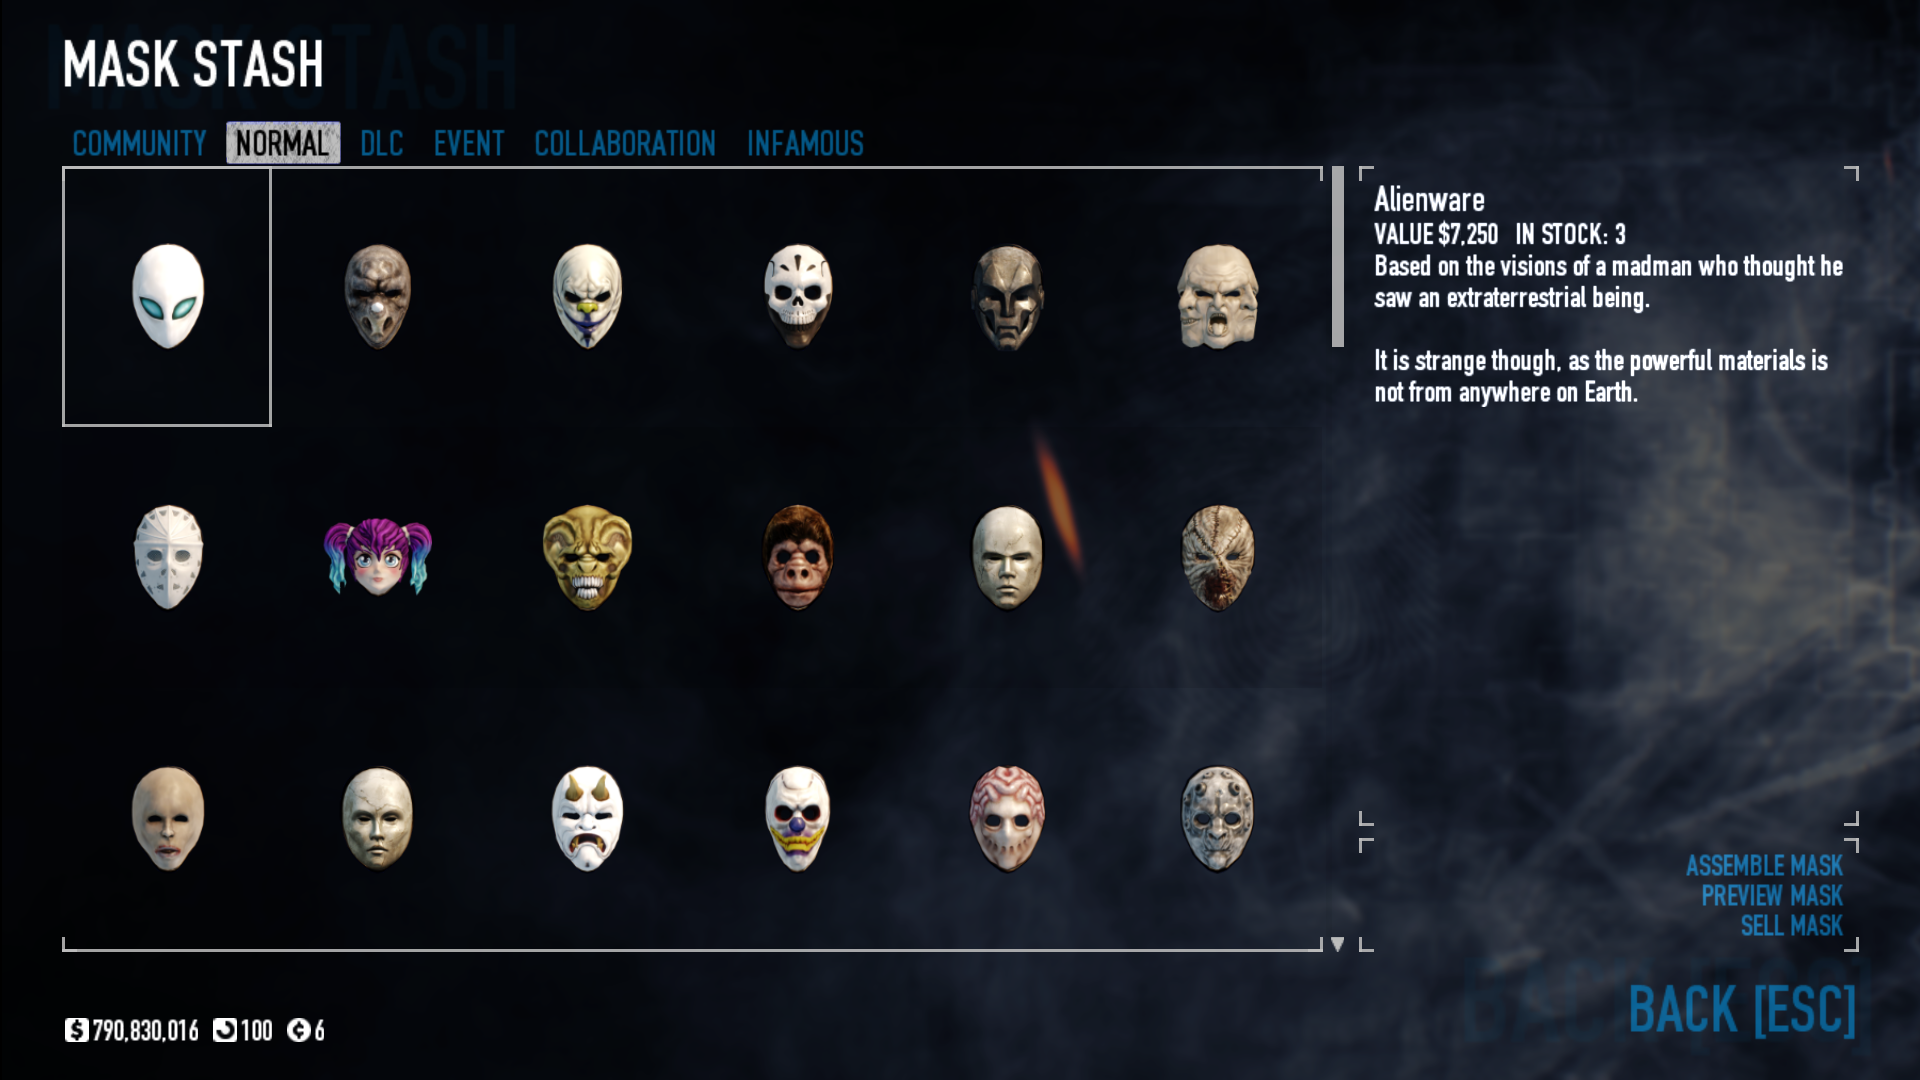 MASK STASH
COMMUNITY NORMAL DLC EVENT COLLABORATION INFAMOUS
Alienware
VALUE $7,250 IN STOCK: 3
Based on the visions of a madman who thought he
saw an extraterrestrial being.
It is strange though, as the powerful materials is
not from anywhere on Earth.
ASSEMBLE MASK
PREVIEW MASK
SELL MASK
BACK [ESC]
$ 790,830,016 100 6